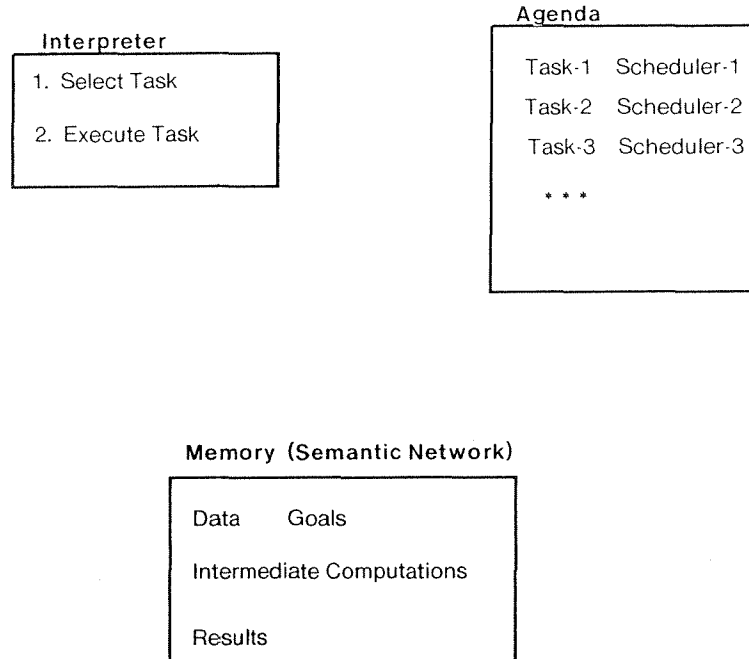 Interpreter
1. Select Task
2. Execute Task
Agenda
Task-1 Scheduler-1
Task-2 Scheduler-2
Task-3 Scheduler-3
* * *
Memory (Semantic Network)
Data Goals
Intermediate Computations
Results